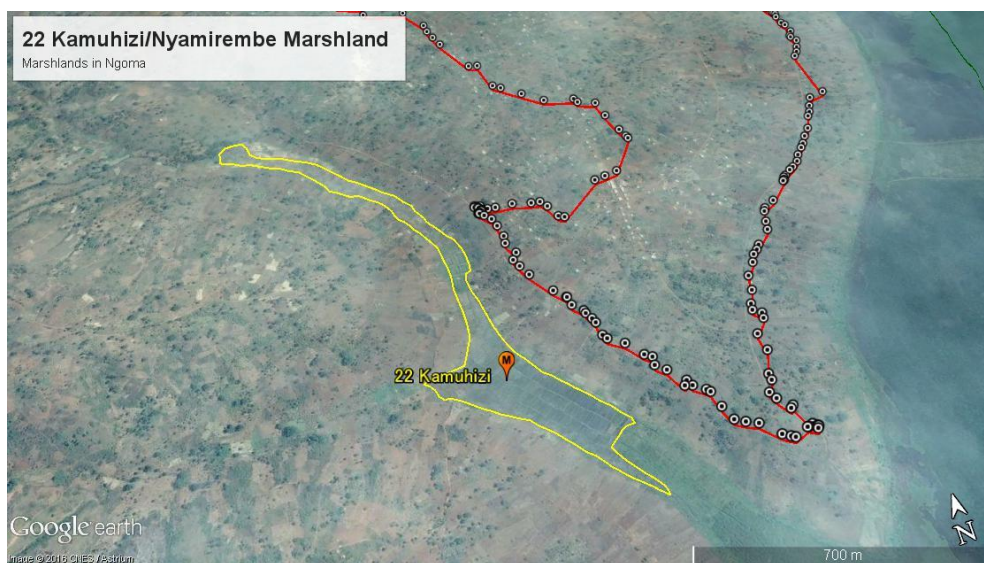 22 Kamuhizi/Nyamirembe Marshland
Marshlands in Ngoma
M
22 Kamuhizi
Google earth
Image © 2016 CNES / Astrium
N
700 m